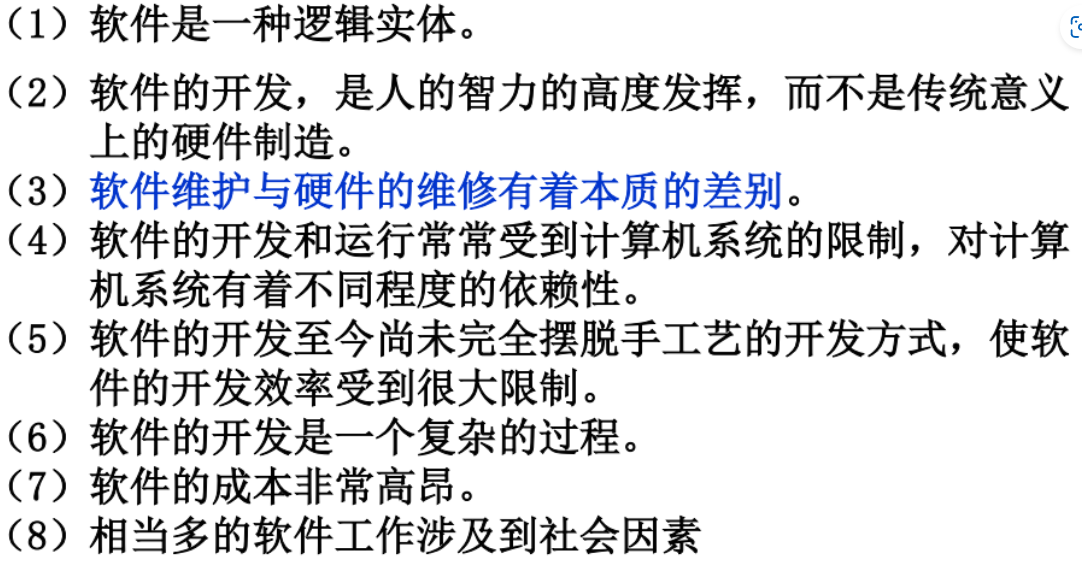 （1）软件是一种逻辑实体。
（2）软件的开发，是人的智力的高度发挥，而不是传统意义
上的硬件制造。
（3）软件维护与硬件的维修有着本质的差别。
（4）软件的开发和运行常常受到计算机系统的限制，对计算
机系统有着不同程度的依赖性。
（5）软件的开发至今尚未完全摆脱手工艺的开发方式，使软
件的开发效率受到很大限制。
（6）软件的开发是一个复杂的过程。
（7）软件的成本非常高昂。
（8）相当多的软件工作涉及到社会因素